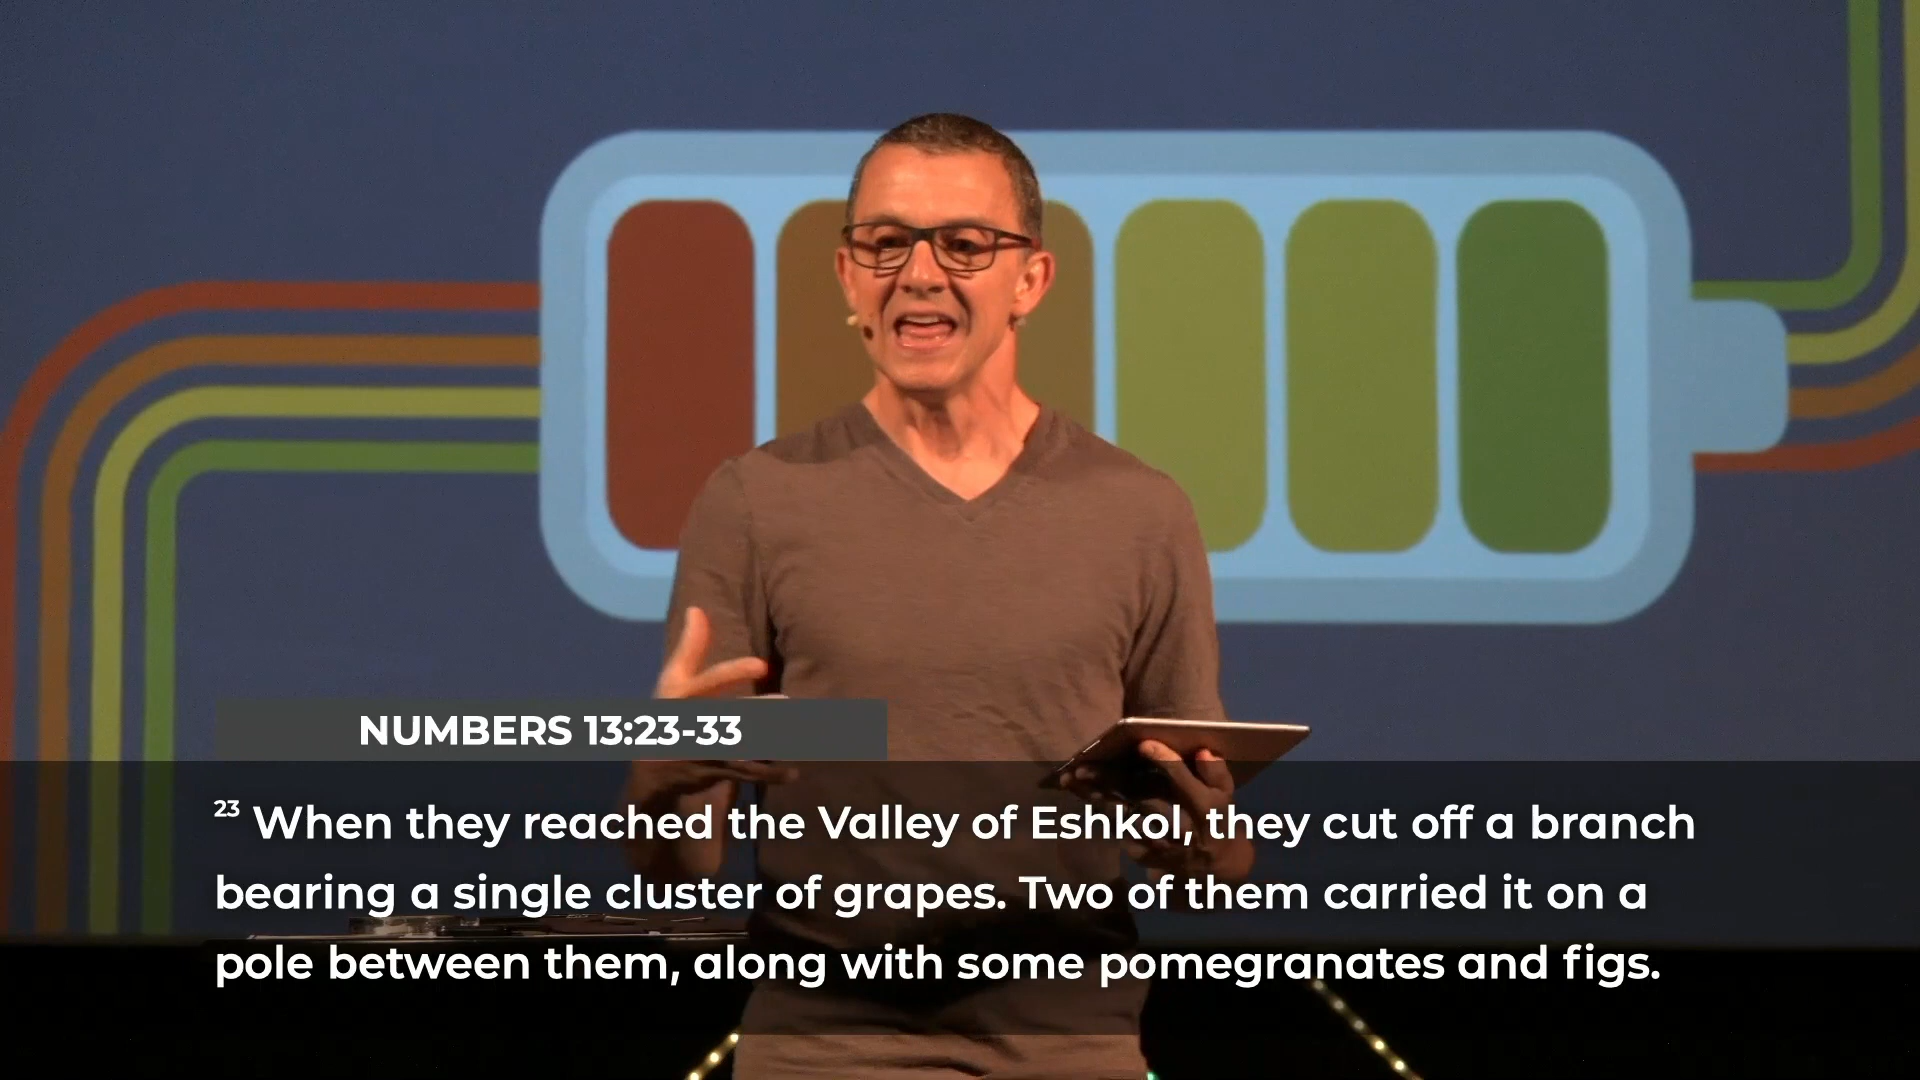 NUMBERS 13:23-33
23 When they reached the Valley of Eshkol, they cut off a branch
bearing a single cluster of grapes. Two of them carried it on a
pole between them, along with some pomegranates and figs.